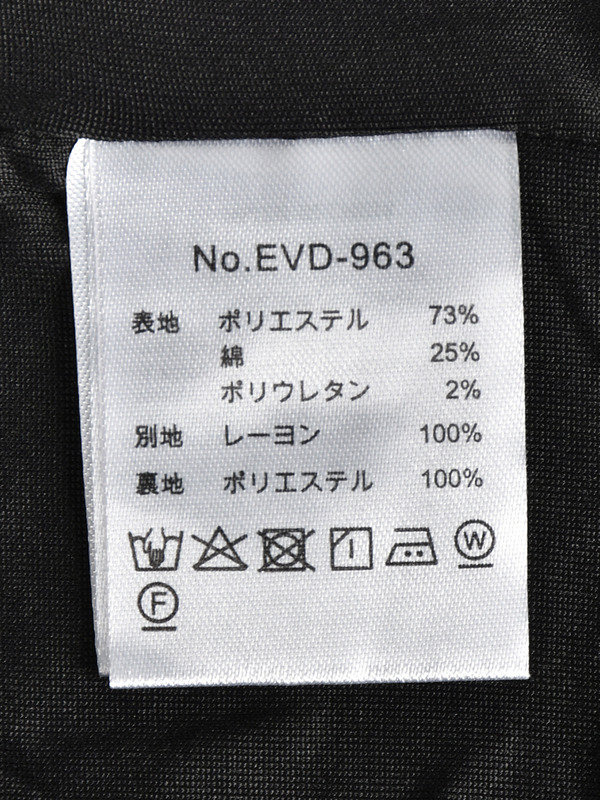 No.EVD-963
表地 ポリエステル 73%
綿 25%
ポリウレタン 2%
別地 レーヨン 100%
裏地 ポリエステル 100%
W
F